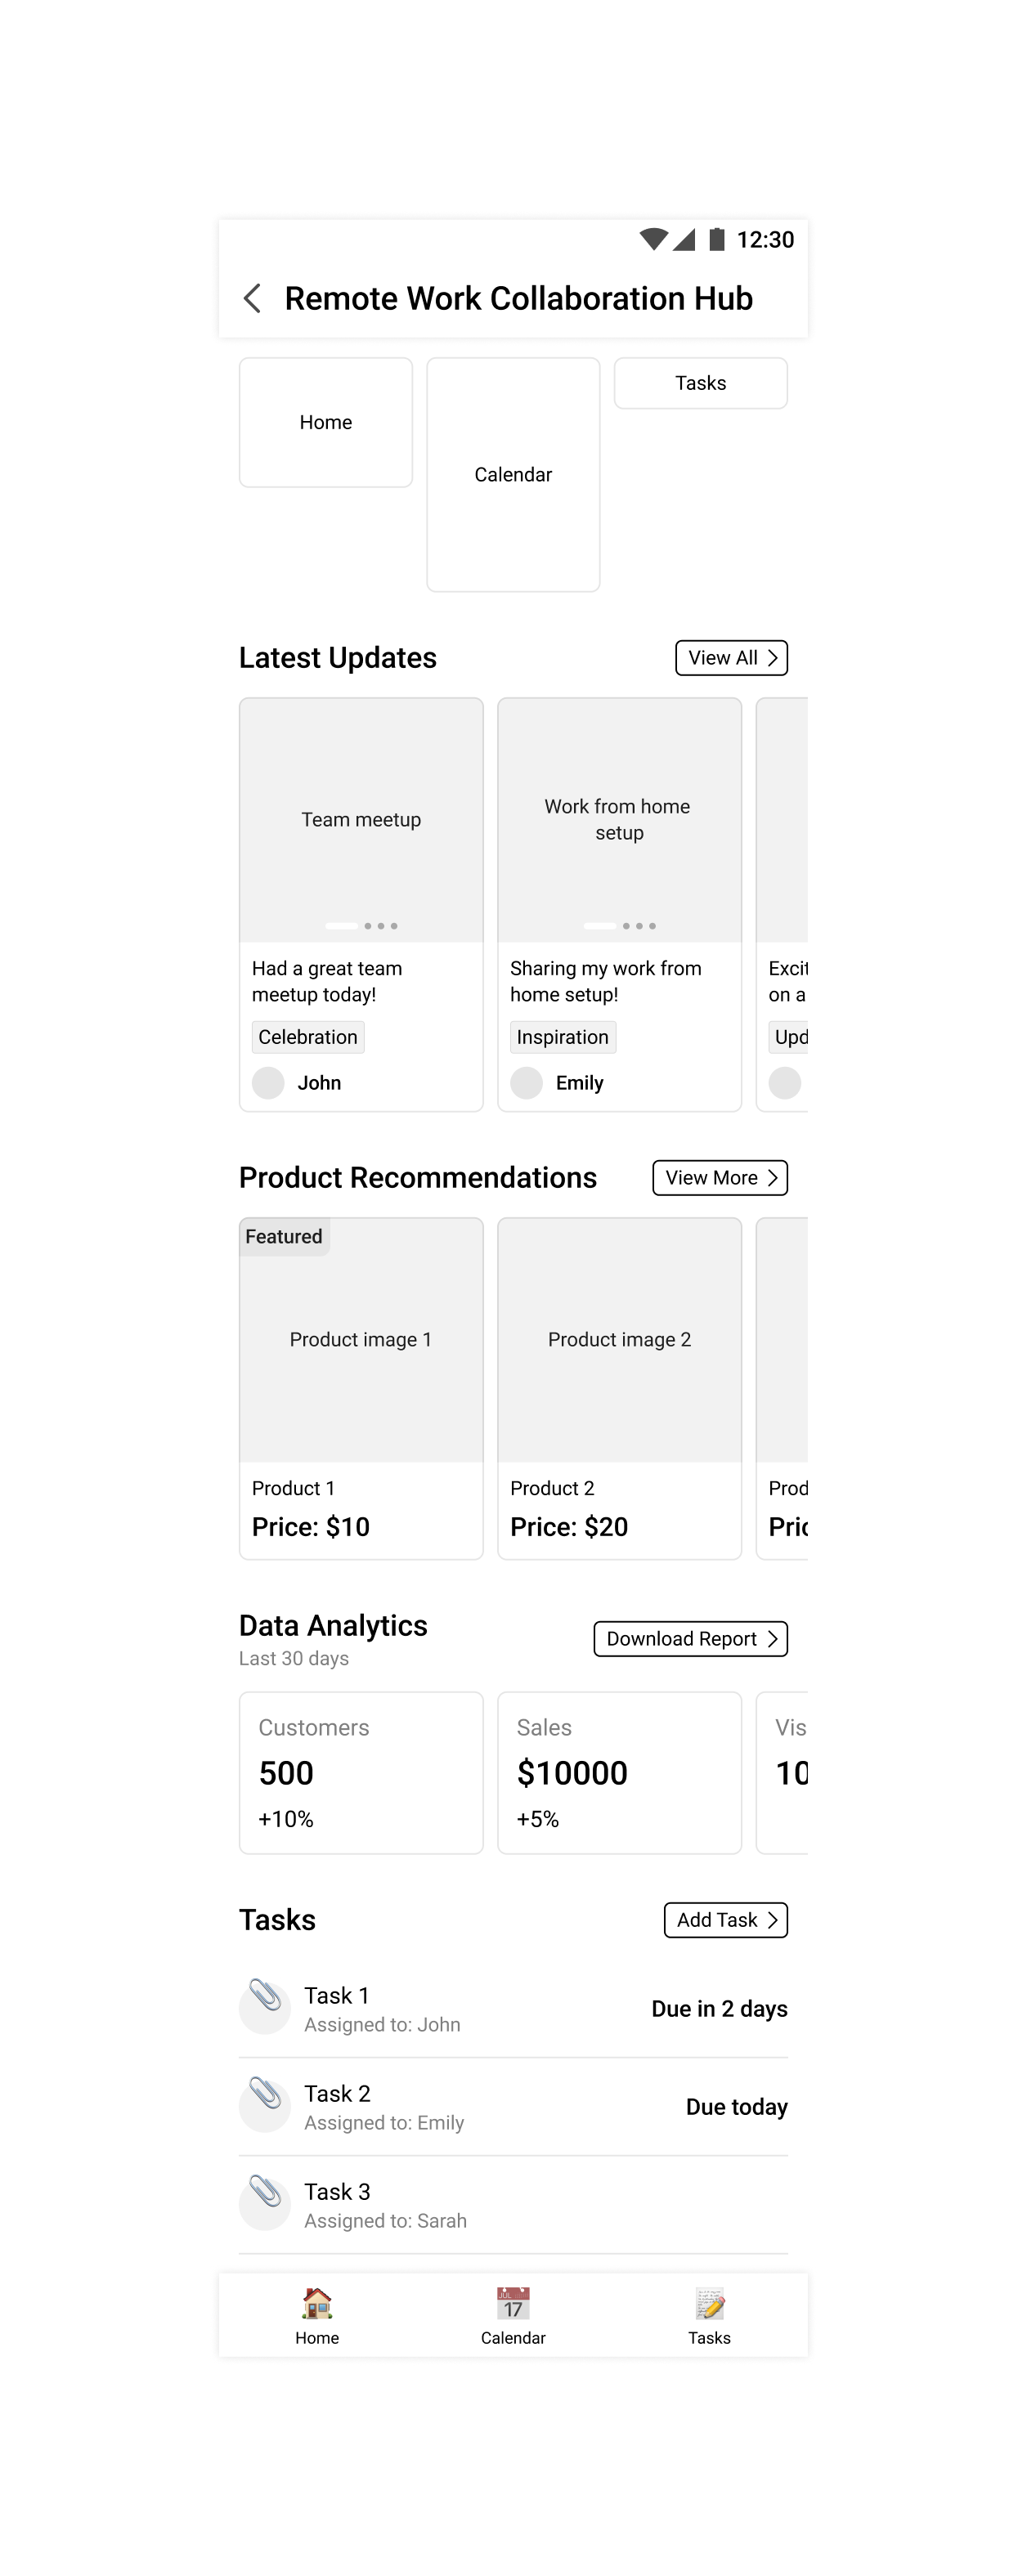 12:30
Remote Work Collaboration Hub
Home
Calendar
Tasks
Latest Updates
View All
Team meetup
Work from home
setup
Had a great team
meetup today!
Celebration
John
Sharing my work from
home setup!
Inspiration
Emily
Excit
on a
Upd
Product Recommendations
View More
Featured
Product image 1
Product image 2
Product 1
Price: $10
Product 2
Price: $20
Prod
Pric
Data Analytics
Last 30 days
Download Report
Customers
500
+10%
Sales
$10000
+5%
Vis
10
Tasks
Add Task
Task 1
Assigned to: John
Due in 2 days
Task 2
Assigned to: Emily
Due today
Task 3
Assigned to: Sarah
JUL
17
Home
Calendar
Tasks